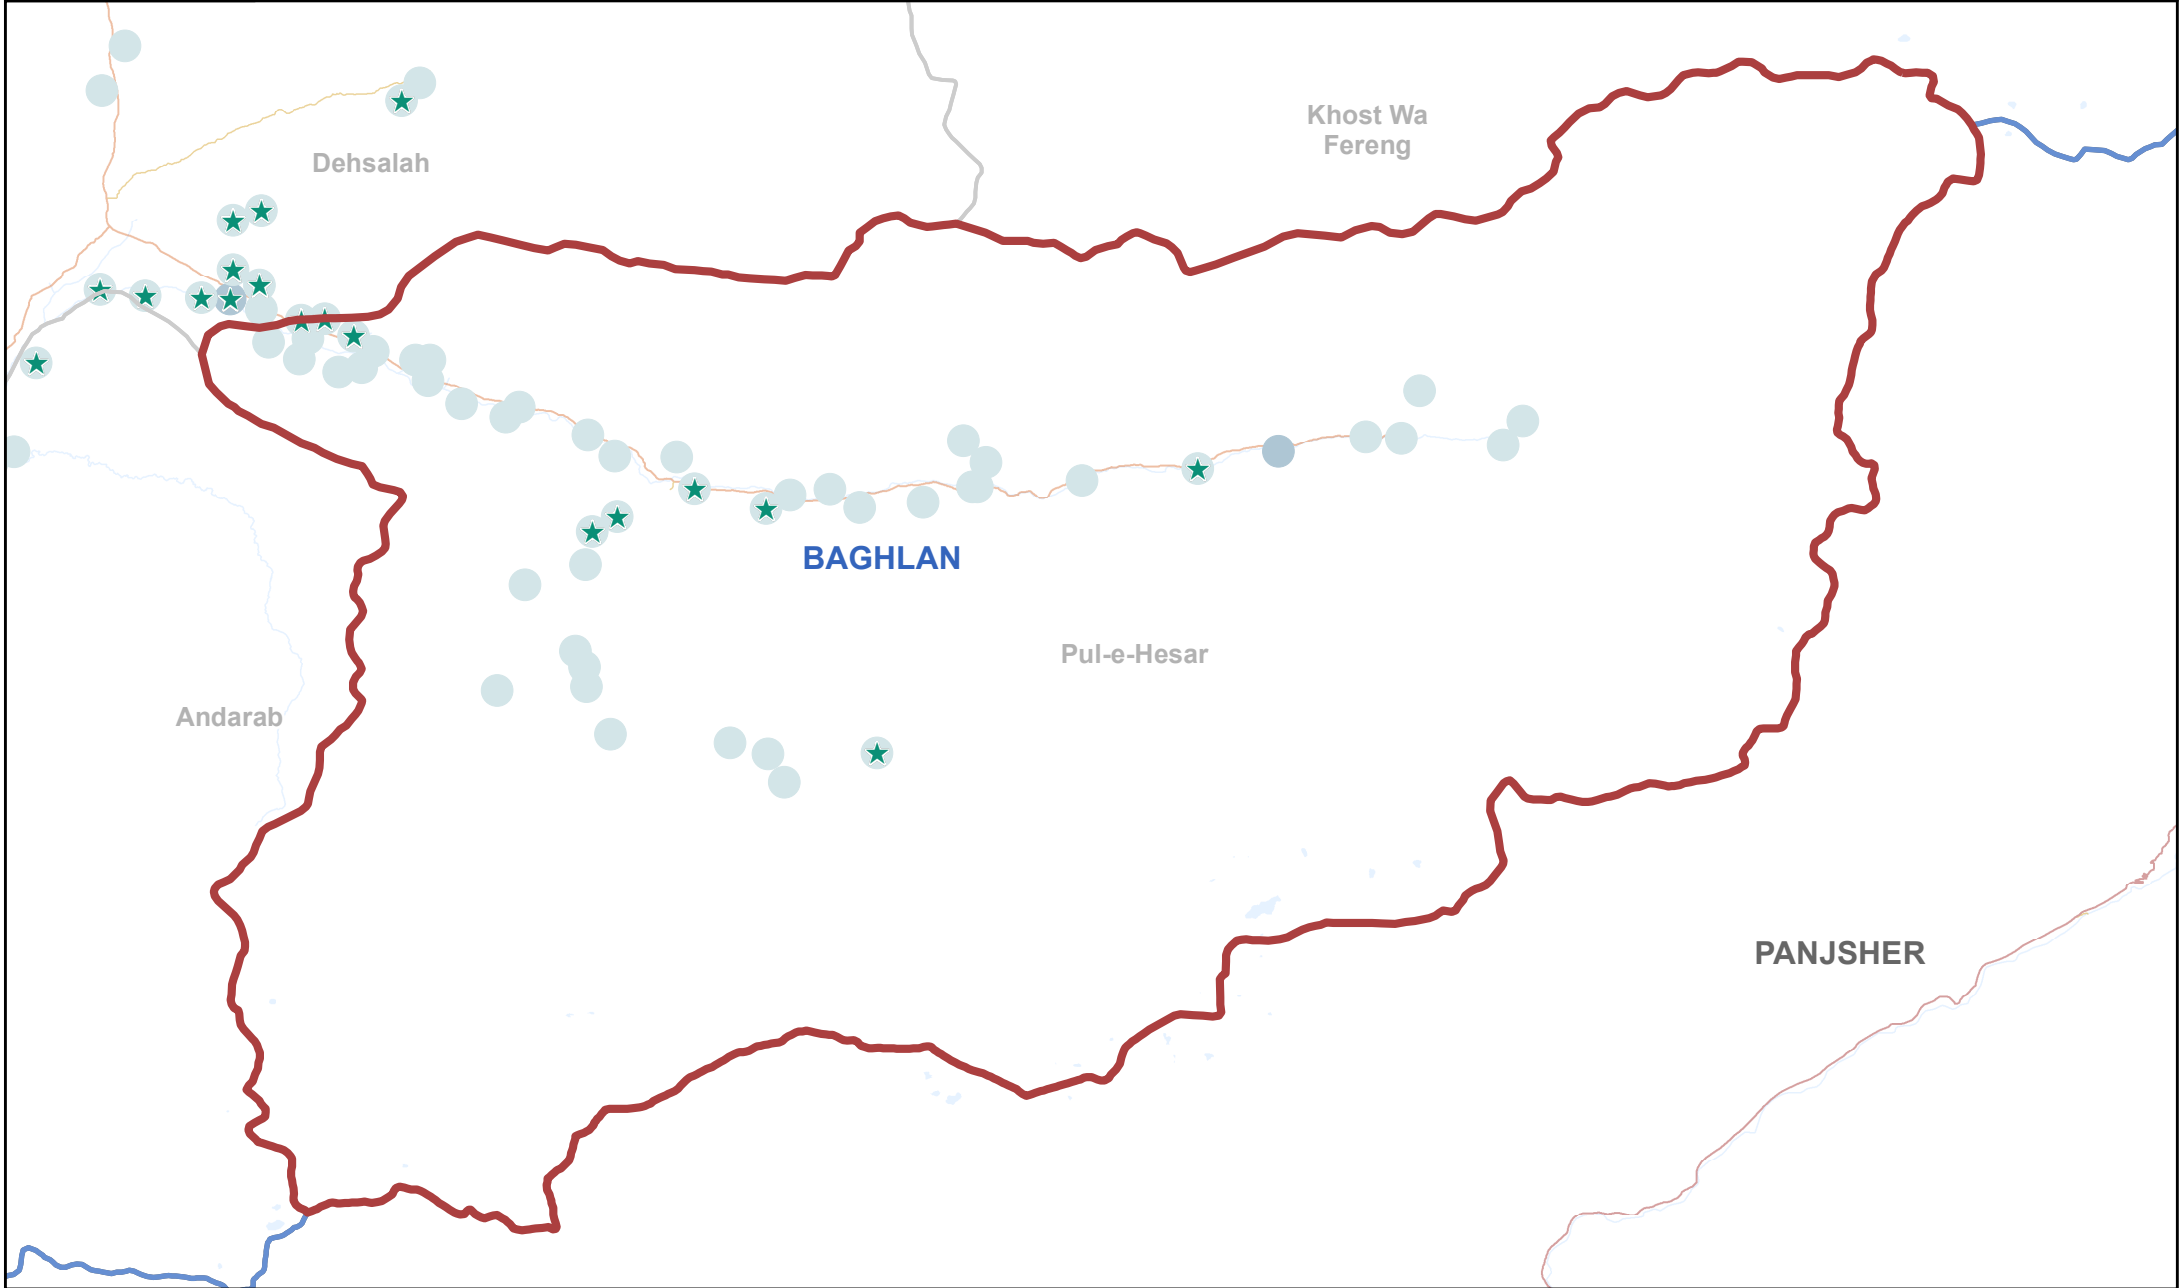 Khost Wa
Fereng
Dehsalah
BAGHLAN
Pul-e-Hesar
Andarab
PANJSHER